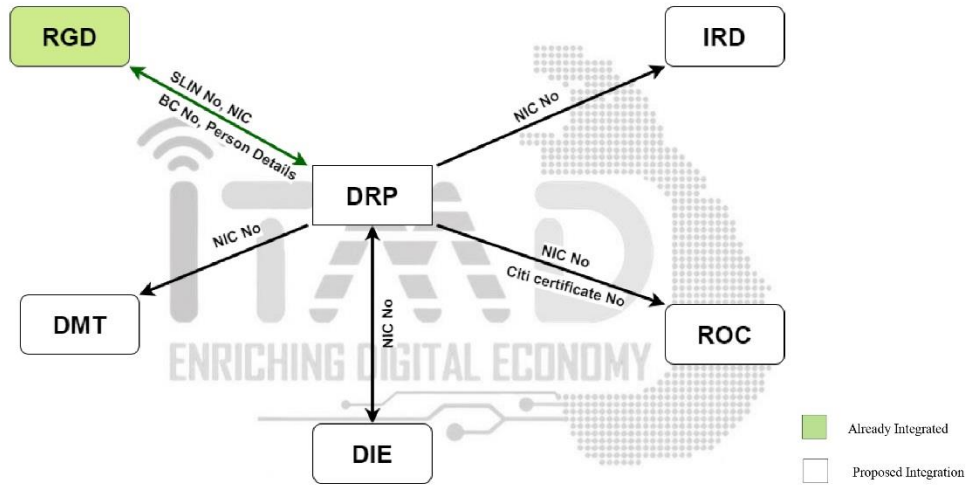 RGD
IRD
SLIN No, NIC
BC No, Person Details
NIC No
DRP
NIC No
NIC No
Citi certificate No
NIC No
DMT
ROC
ITMD
ENRICHING DIGITAL ECONOMY
DIE
Already Integrated
Proposed Integration